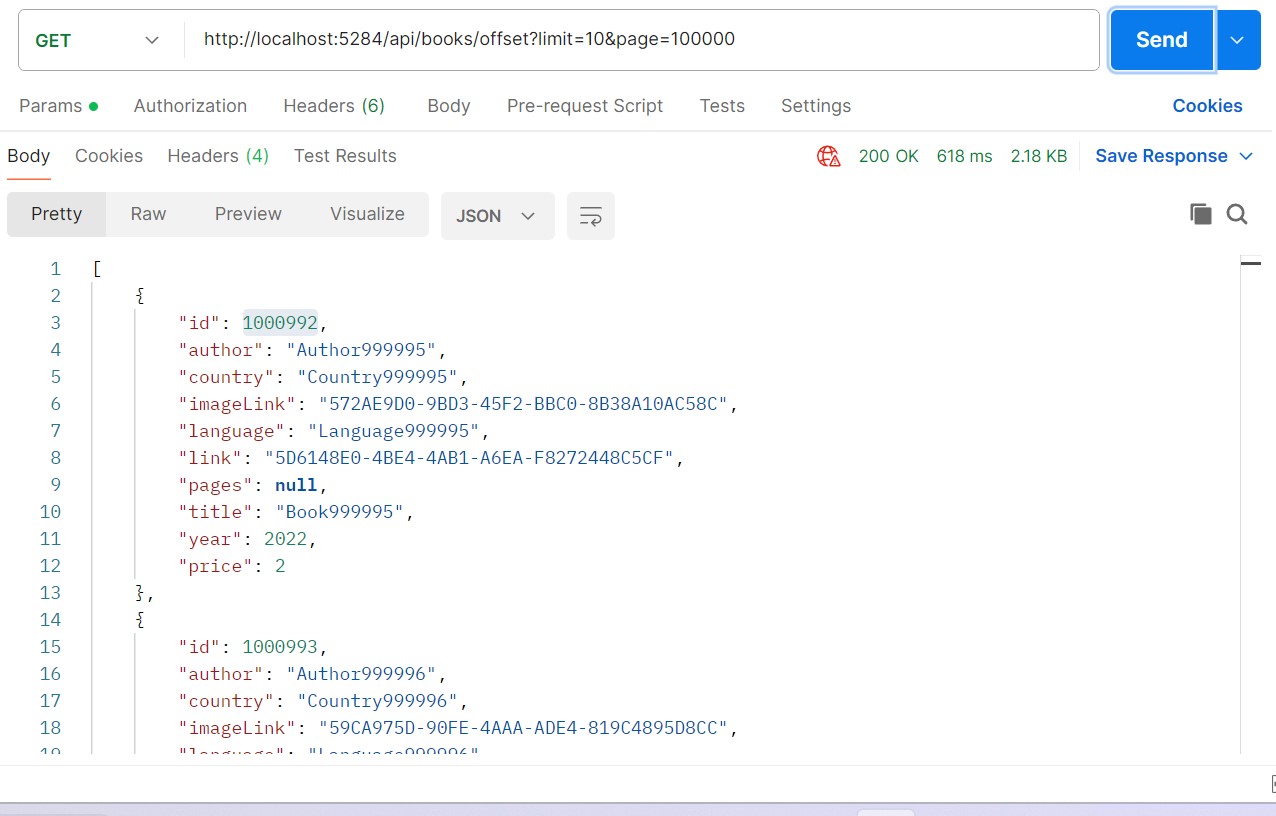 GET http://localhost:5284/api/books/offset?limit=10&page=100000 Send
Params Authorization Headers (6) Body Pre-request Script Tests Settings Cookies
Body Cookies Headers (4) Test Results 200 OK 618 ms 2.18 KB Save Response
Pretty Raw Preview Visualize JSON
1 [
2 {
3 "id": 1000992,
4 "author": "Author999995",
5 "country": "Country999995",
6 "imageLink": "572AE9D0-9BD3-45F2-BBC0-8B38A10AC58C",
7 "language": "Language999995",
8 "link": "5D6148E0-4BE4-4AB1-A6EA-F8272448C5CF",
9 "pages": null,
10 "title": "Book999995",
11 "year": 2022,
12 "price": 2
13 },
14 {
15 "id": 1000993,
16 "author": "Author999996",
17 "country": "Country999996",
18 "imageLink": "59CA975D-90FE-4AAA-ADE4-819C4895D8CC",
19 "language": "Language999996"